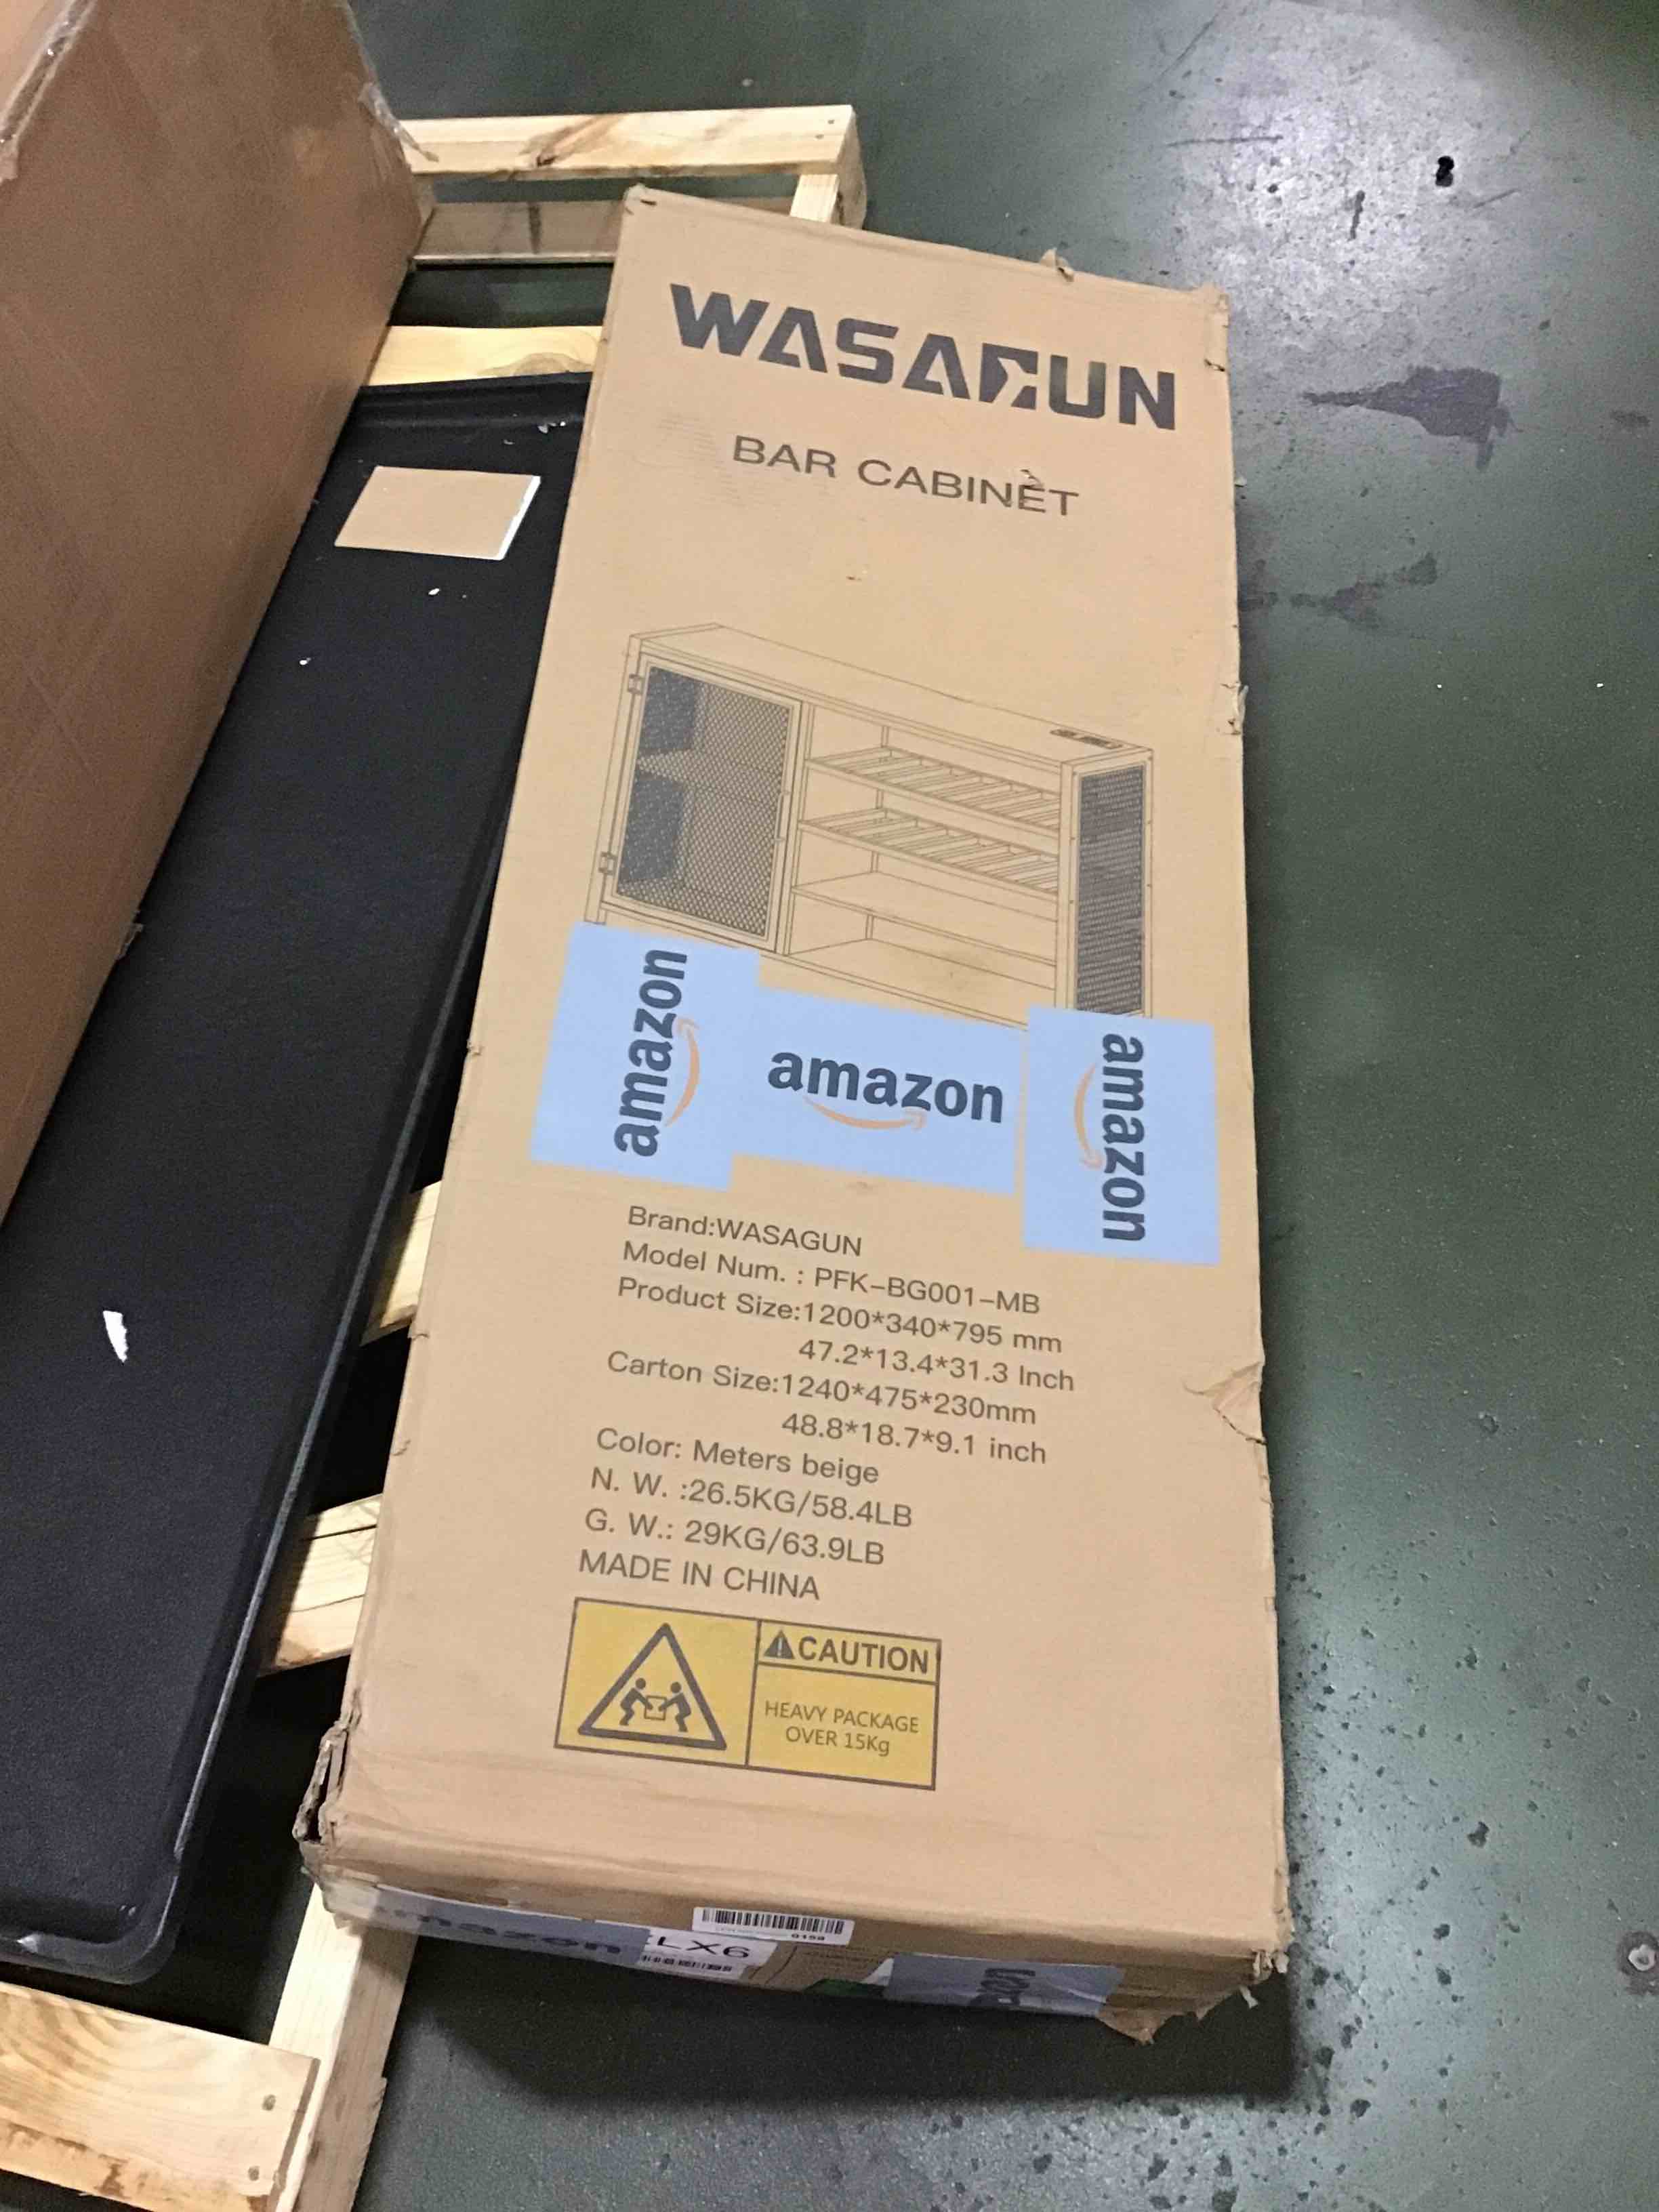 WASAGUN
BAR CABINET
amazon
amazon
amazon
Brand:WASAGUN
Model Num. : PFK-BG001-MB
Product Size:1200*340*795 mm
47.2*13.4*31.3 Inch
Carton Size:1240*475*230mm
48.8*18.7*9.1 inch
Color: Meters beige
N. W. :26.5KG/58.4LB
G. W.: 29KG/63.9LB
MADE IN CHINA
CAUTION
HEAVY PACKAGE
OVER 15Kg
amazon
LX6